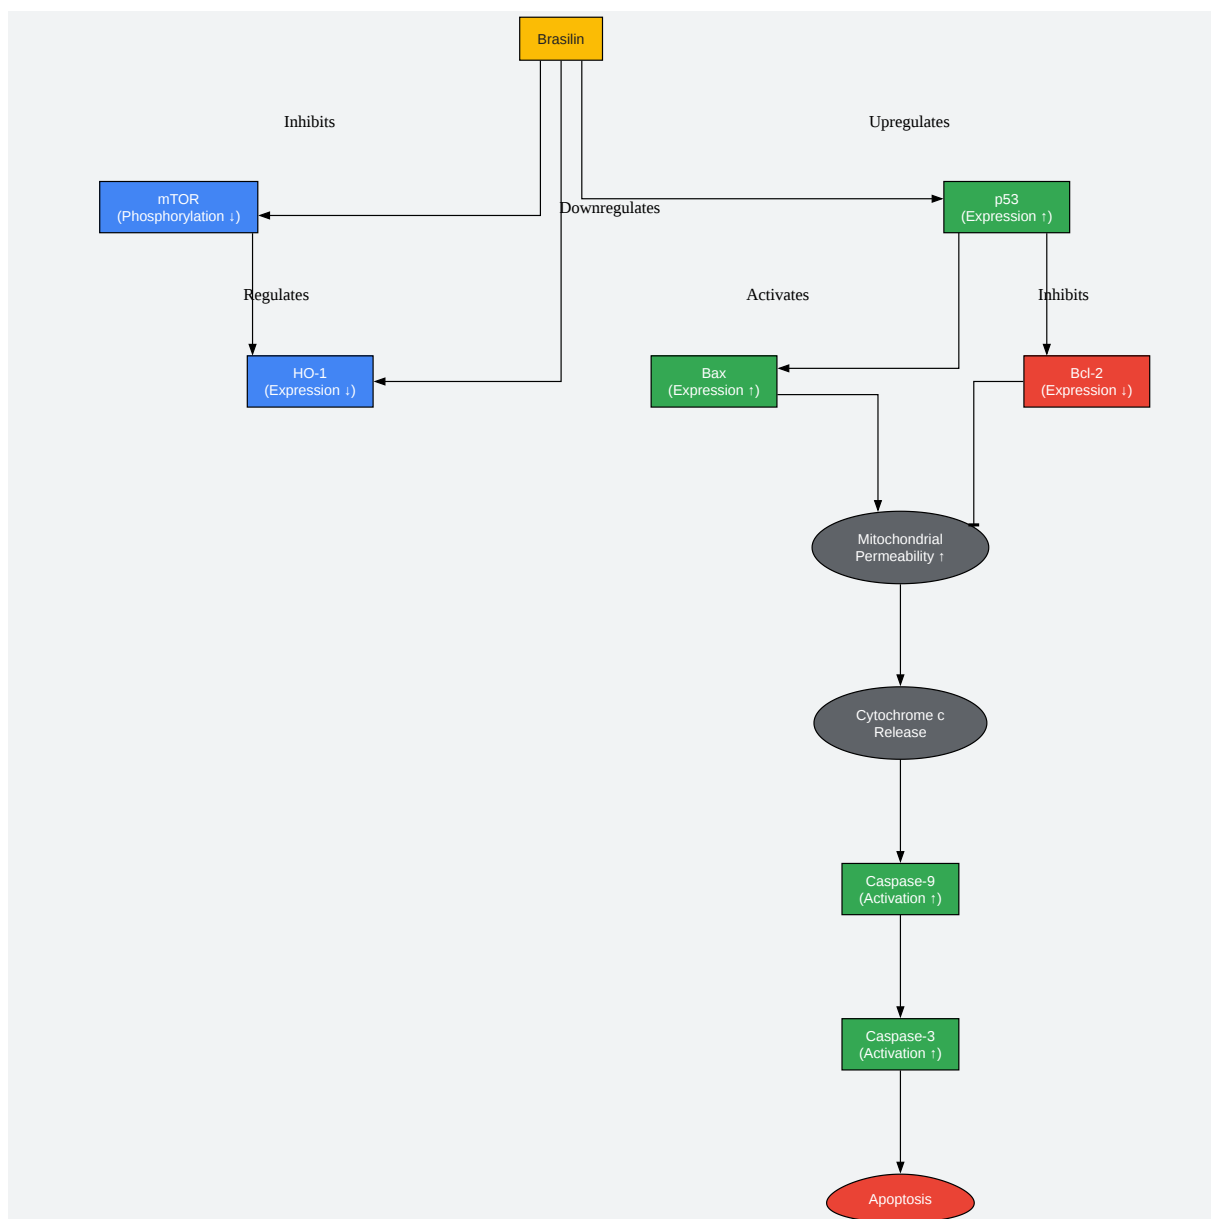 Brasilin
Inhibits
Upregulates
mTOR
(Phosphorylation ↓)
Downregulates
p53
(Expression ↑)
Regulates
Activates
Inhibits
HO-1
(Expression ↓)
Bax
(Expression ↑)
Bcl-2
(Expression ↓)
Mitochondrial
Permeability ↑
Cytochrome c
Release
Caspase-9
(Activation ↑)
Caspase-3
(Activation ↑)
Apoptosis